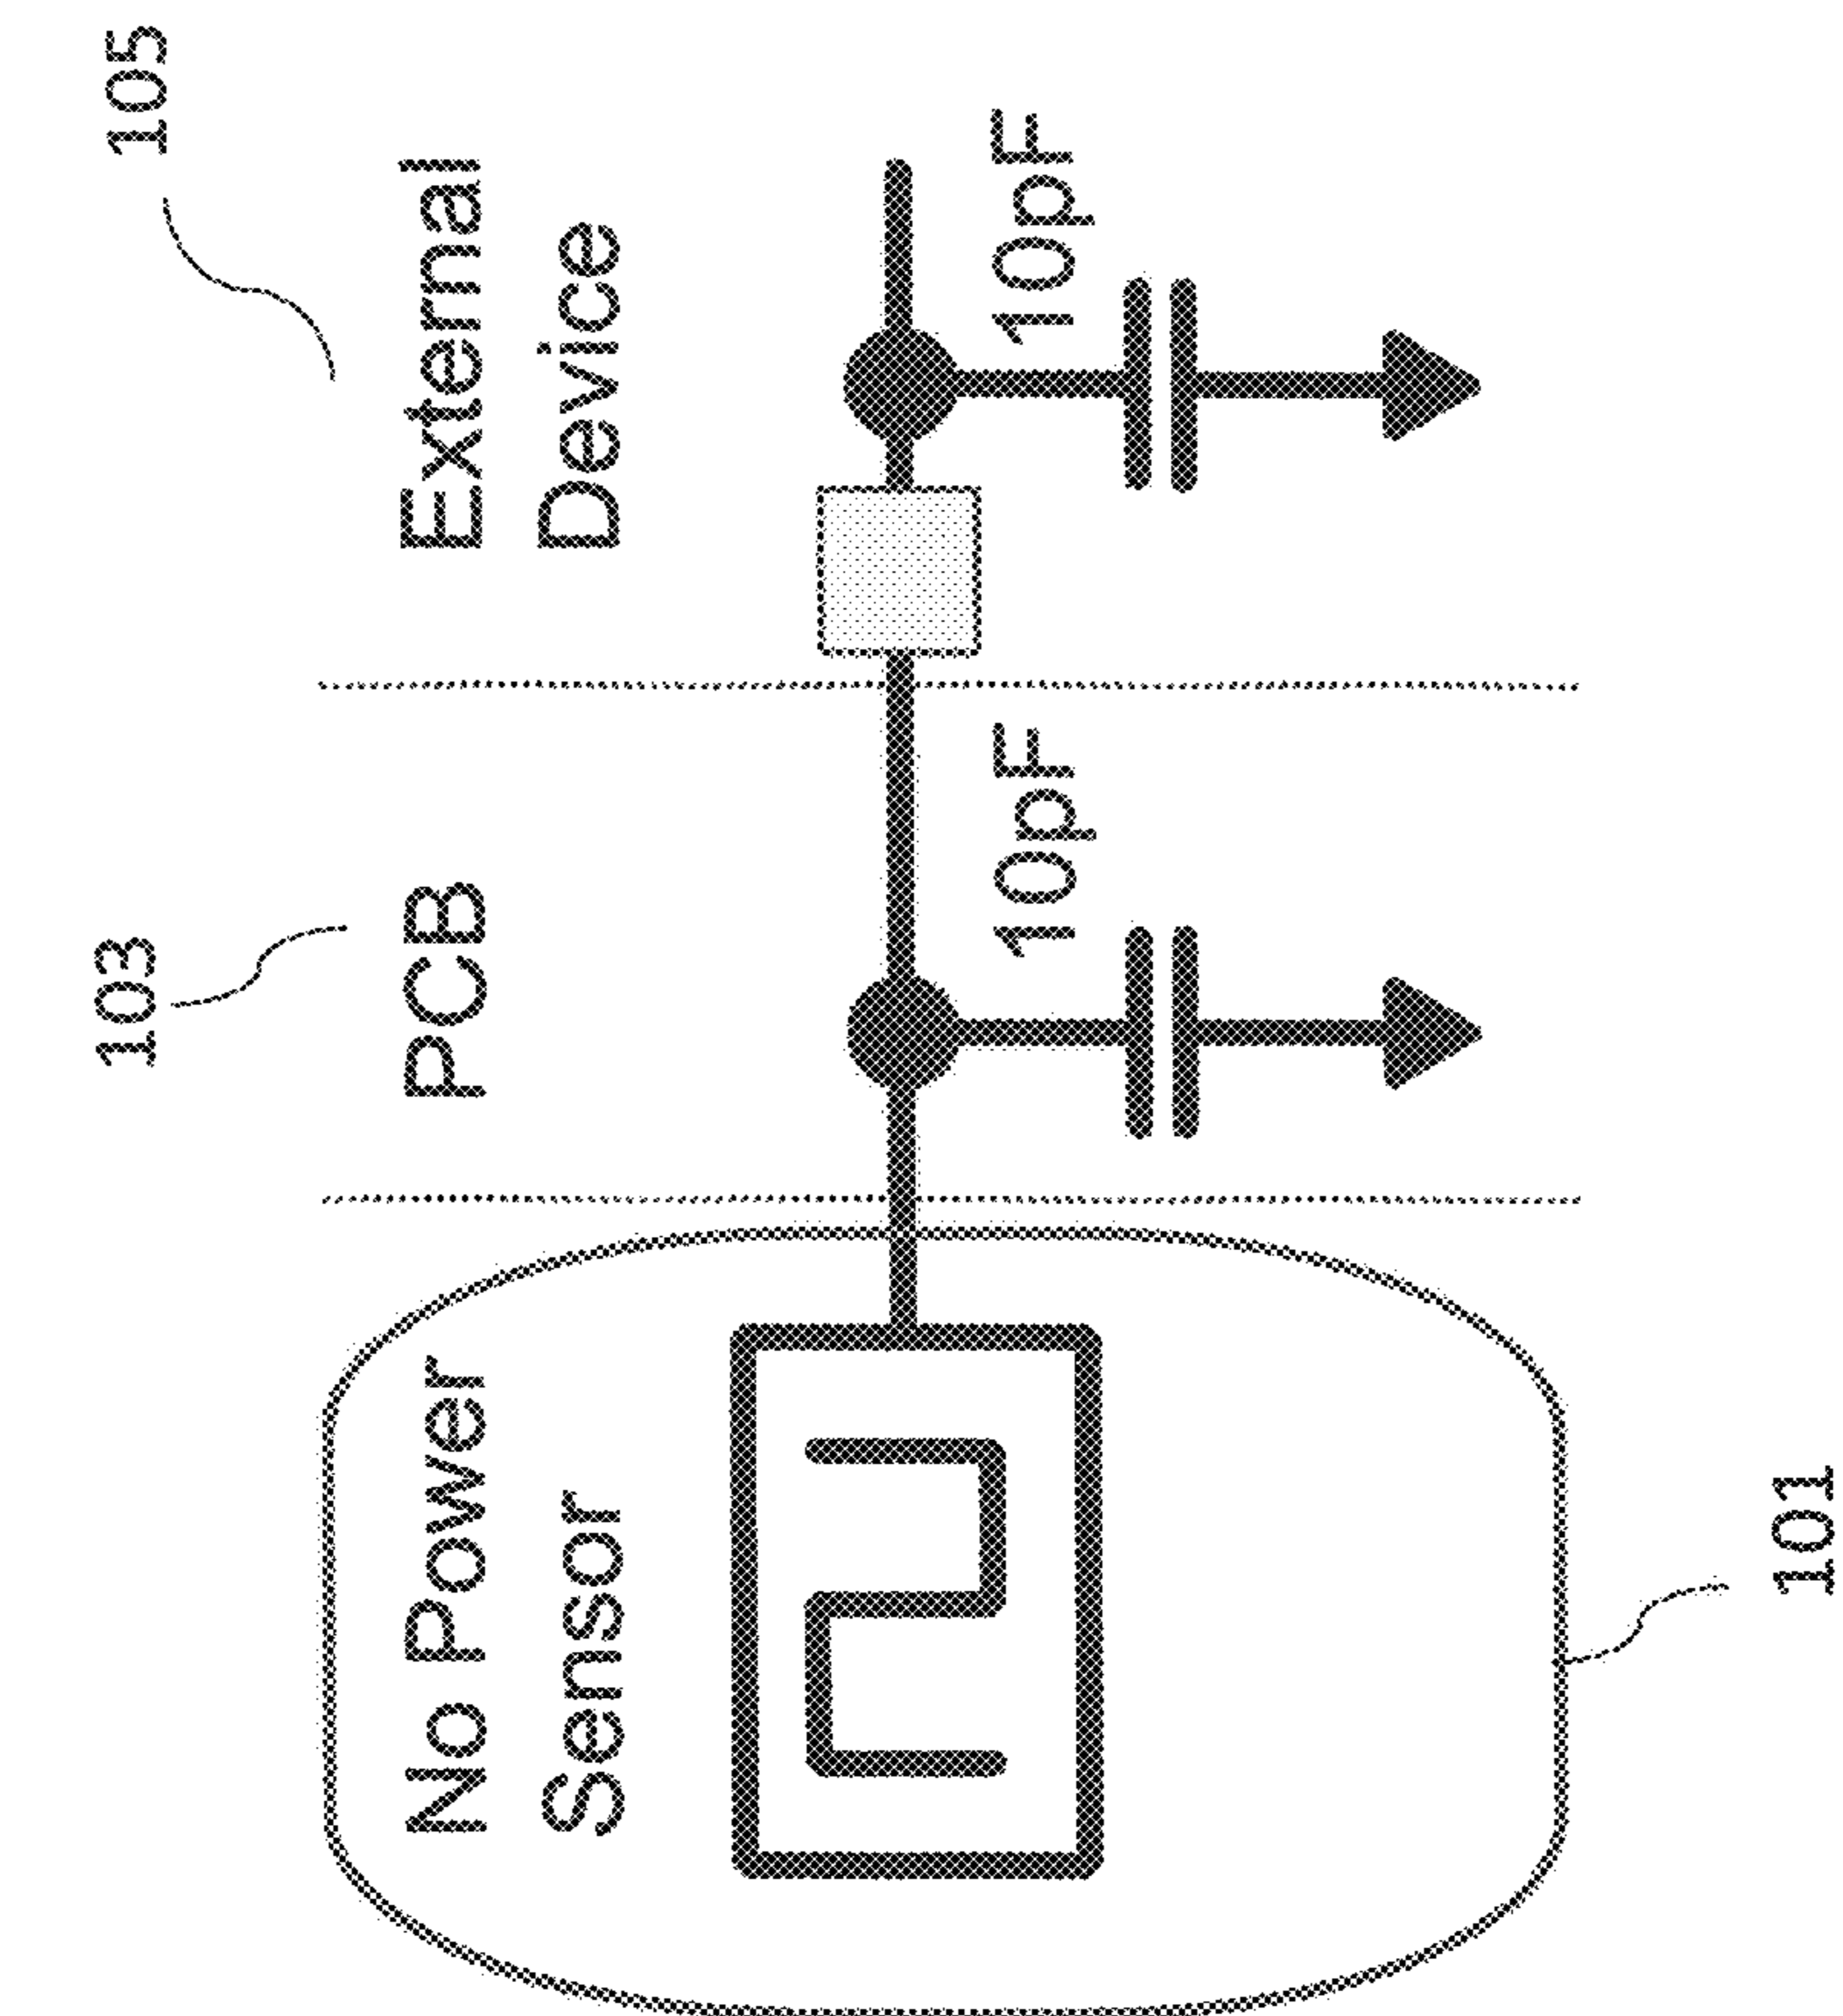 103
105
No Power
Sensor
PCB
External
Device
10pF
10pF
101